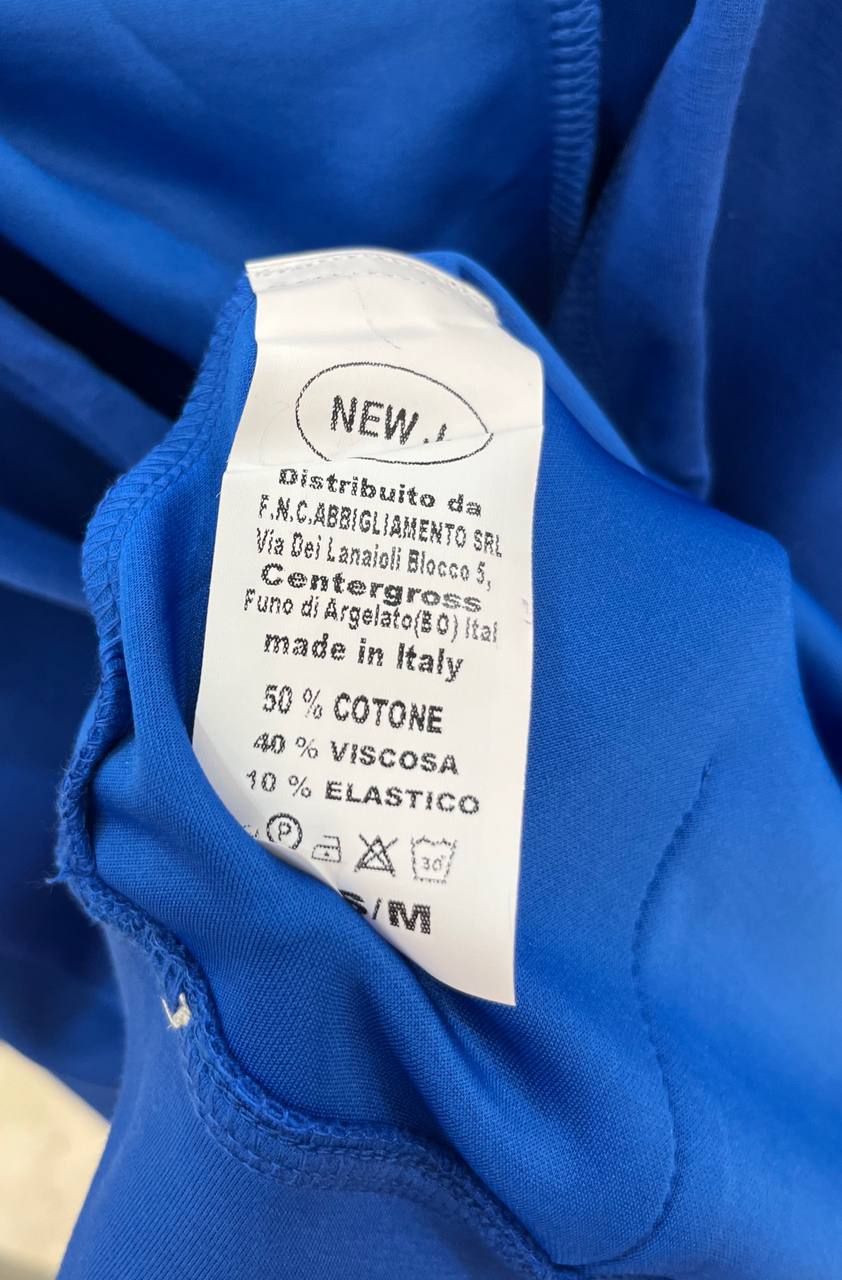 NEW
Distribuito da
F.N.C.ABBIGLIAMENTO SRL
Via Dei Lanaioli Blocco 5,
Centergross
Funo di Argelato(BO) Ital
made in Italy
50 % COTONE
40 % VISCOSA
10 % ELASTICO
P 30°
S/M